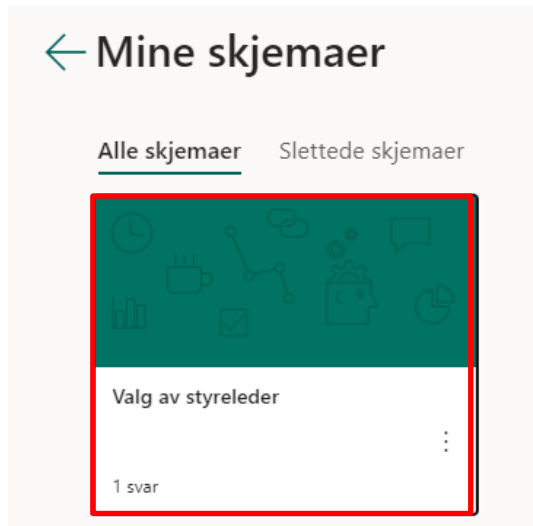 Mine skjemaer
Alle skjemaer Slettede skjemaer
Valg av styreleder
1 svar